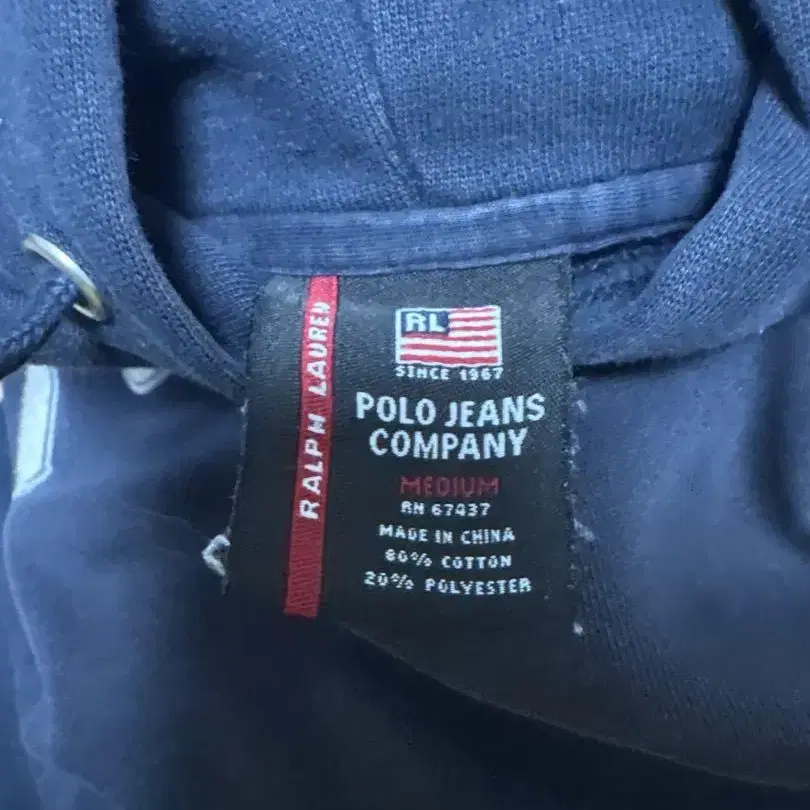 RALPH LAUREN
RL
SINCE 1967
POLO JEANS
COMPANY
MEDIUM
RN 67437
MADE IN CHINA
80% COTTON
20% POLYESTER